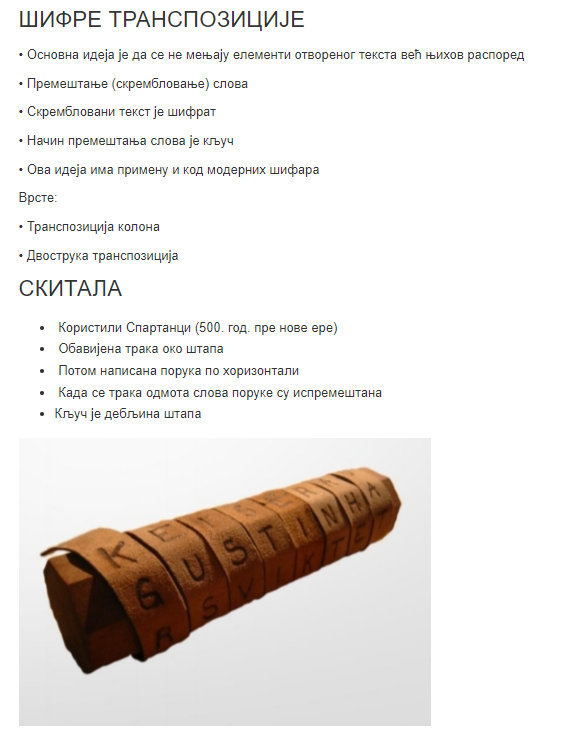 ШИФРЕ ТРАНСПОЗИЦИЈЕ
• Основна идеја је да се не мењају елементи отвореног текста већ њихов распоред
• Премештање (скрембловање) слова
• Скрембловани текст је шифрат
• Начин премештања слова је кључ
• Ова идеја има примену и код модерних шифара
Врсте:
• Транспозиција колона
• Двострука транспозиција
СКИТАЛА
• Користили Спартанци (500. год. пре нове ере)
• Обавијена трака око штапа
• Потом написана порука по хоризонтали
• Када се трака одмота слова поруке су испремештана
• Кључ је дебљина штапа
GUSTINHA